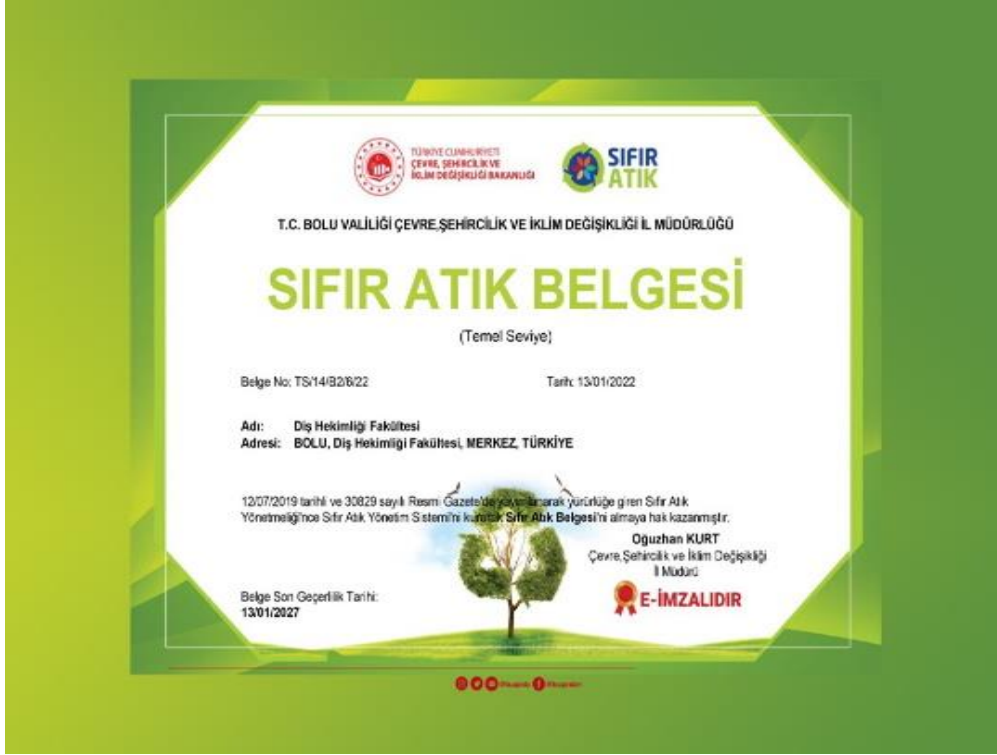 TÜRKİYE CUMHURİYETİ
ÇEVRE, ŞEHİRCİLİK VE
İKLİM DEĞİŞİKLİĞİ BAKANLIĞI
SIFIR
ATIK
T.C. BOLU VALİLİĞİ ÇEVRE,ŞEHİRCİLİK VE İKLİM DEĞİŞİKLİĞİ İL MÜDÜRLÜĞÜ
SIFIR ATIK BELGESİ
(Temel Seviye)
Belge No: TS/14/B2/6/22 Tarih: 13/01/2022
Adı: Diş Hekimliği Fakültesi
Adresi: BOLU, Diş Hekimligi Fakültesi, MERKEZ, TÜRKİYE
12/07/2019 tarihli ve 30829 sayılı Resmi Gazete'de yayımlanarak yürürlüğe giren Sıfır Atık
Yönetmeliği'nce Sıfır Atık Yönetim Sistemi'ni kurarak Sıfır Atık Belgesi'ni almaya hak kazanmıştır.
Oğuzhan KURT
Çevre,Şehircilik ve İklim Değişikliği
İl Müdürü
E-İMZALIDIR
Belge Son Geçerlilik Tarihi:
13/01/2027